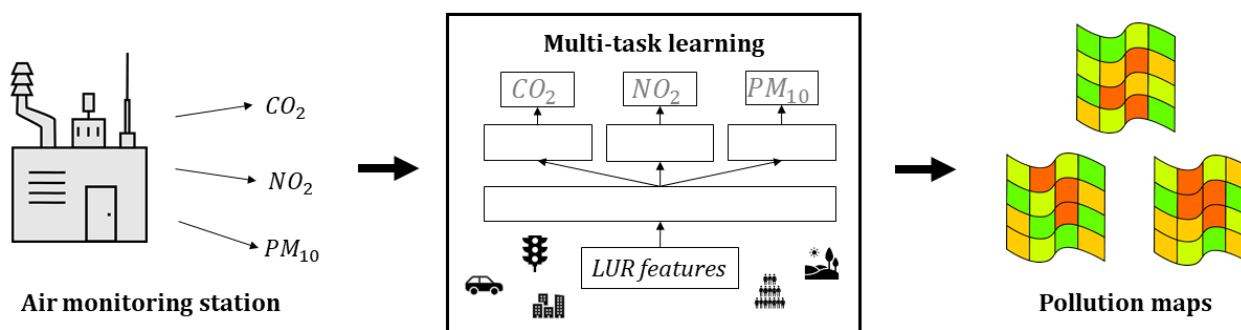 CO₂
NO₂
PM₁₀
Air monitoring station
Multi-task learning
CO₂
NO₂
PM₁₀
LUR features
Pollution maps